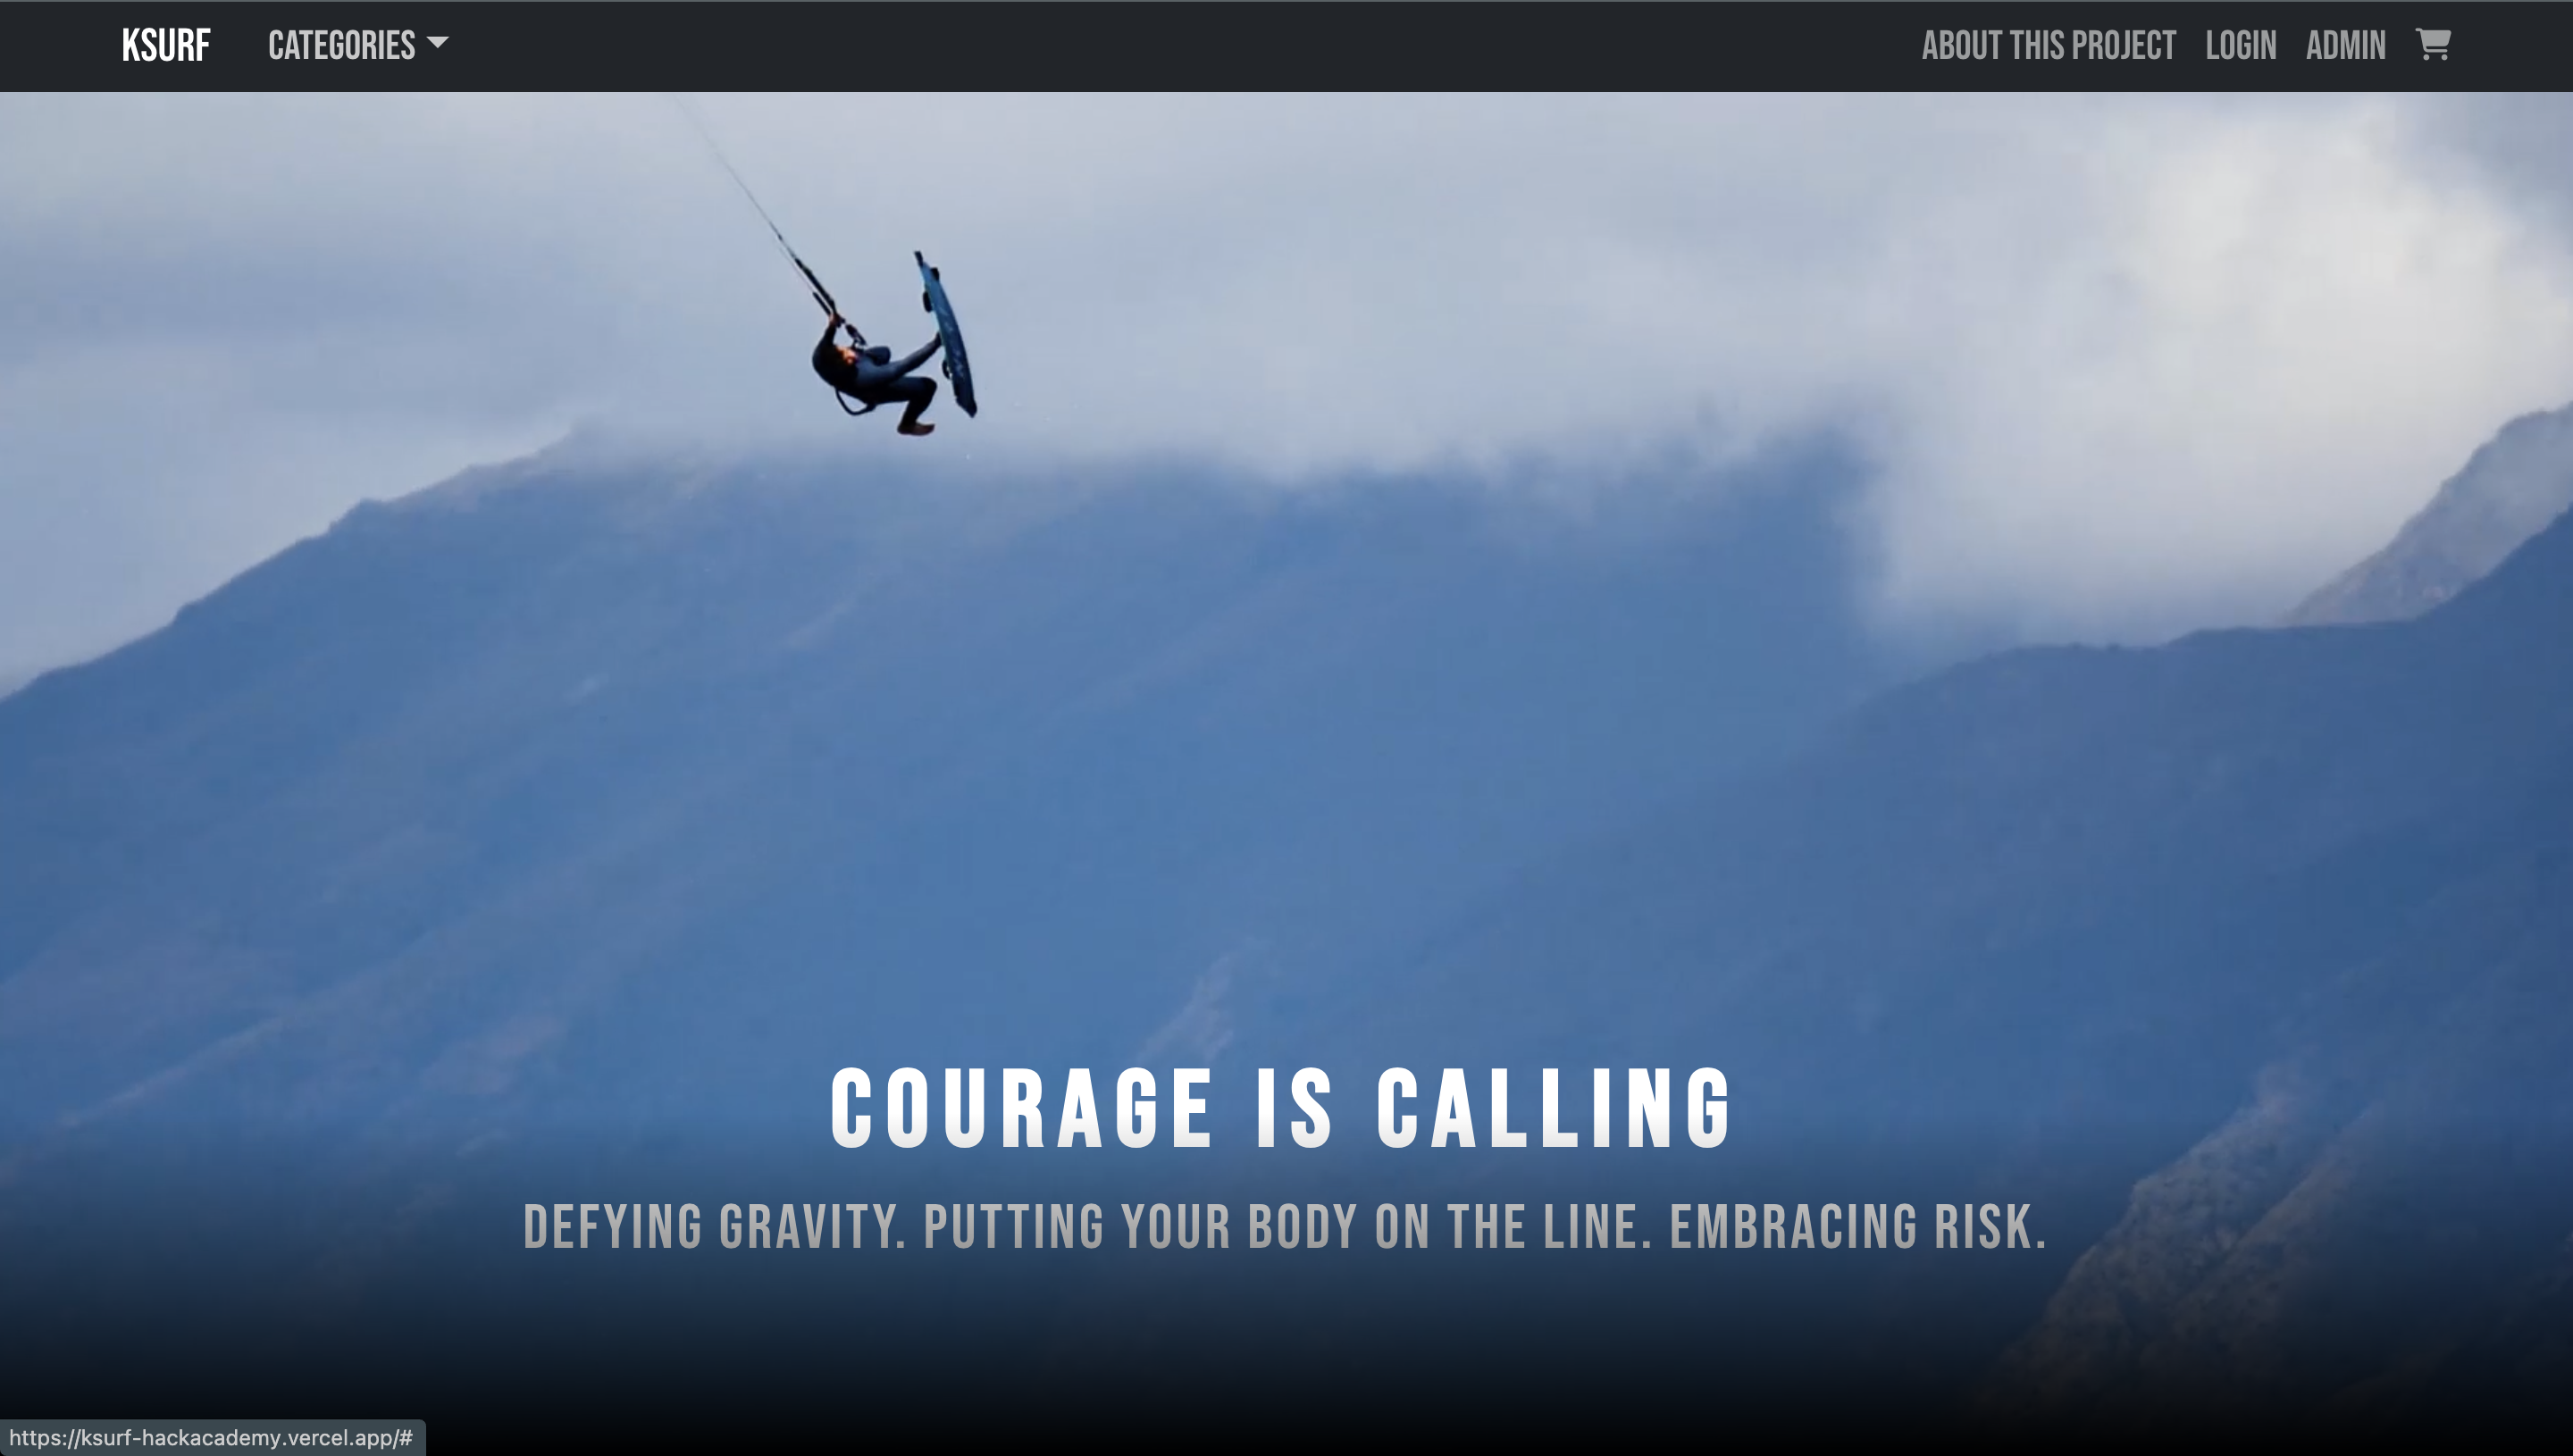 KSURF CATEGORIES ABOUT THIS PROJECT LOGIN ADMIN
COURAGE IS CALLING
DEFYING GRAVITY. PUTTING YOUR BODY ON THE LINE. EMBRACING RISK.
https://ksurf-hackacademy.vercel.app/#